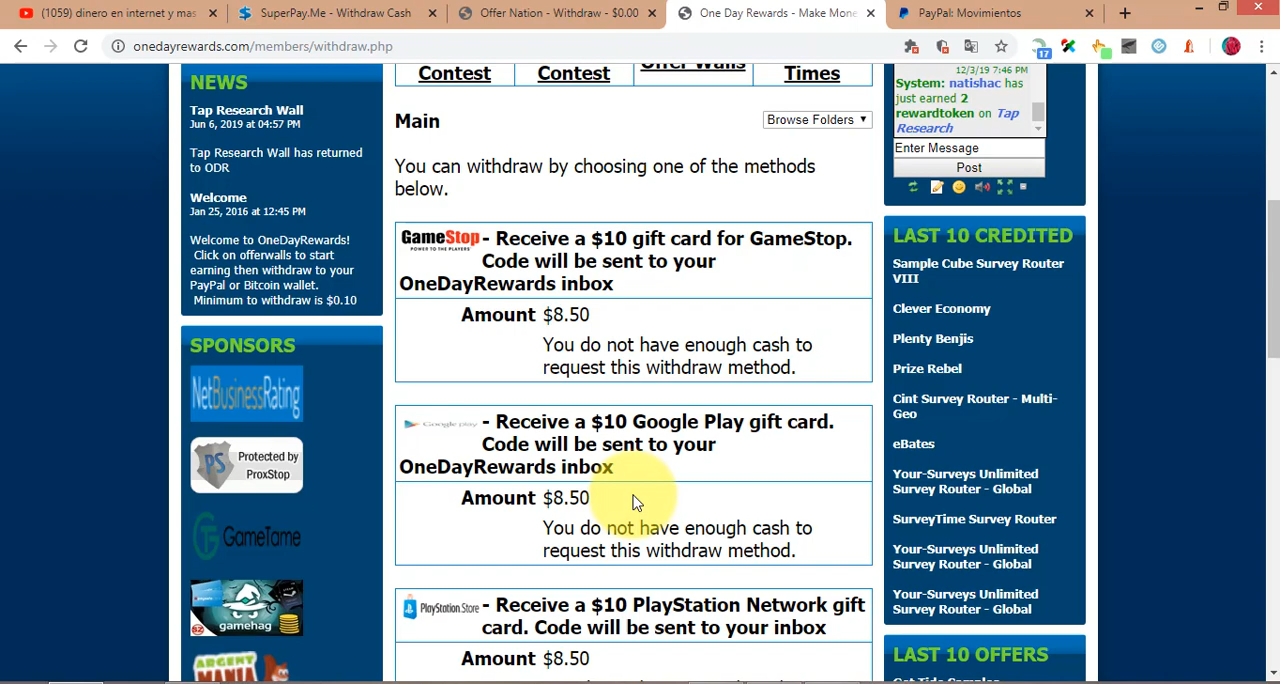 (1059) dinero en internet y mas
SuperPay.Me - Withdraw Cash
Offer Nation - Withdraw - $0.00
One Day Rewards - Make Mone
PayPal: Movimientos
onedayrewards.com/members/withdraw.php
17
NEWS
Tap Research Wall
Jun 6, 2019 at 04:57 PM
Tap Research Wall has returned
to ODR
Welcome
Jan 25, 2016 at 12:45 PM
Welcome to OneDayRewards!
Click on offerwalls to start
earning then withdraw to your
PayPal or Bitcoin wallet.
Minimum to withdraw is $0.10
SPONSORS
NetBusinessRating
PS
Protected by
ProxStop
GameTame
gamehag
ARGENT
MANIA
Contest
Contest
Offer Walls
Times
Main
Browse Folders
You can withdraw by choosing one of the methods
below.
GameStop
POWER TO THE PLAYERS
- Receive a $10 gift card for GameStop.
Code will be sent to your
OneDayRewards inbox
Amount $8.50
You do not have enough cash to
request this withdraw method.
Google play
- Receive a $10 Google Play gift card.
Code will be sent to your
OneDayRewards inbox
Amount $8.50
You do not have enough cash to
request this withdraw method.
PlayStation Store
- Receive a $10 PlayStation Network gift
card. Code will be sent to your inbox
Amount $8.50
12/3/19 7:46 PM
System: natishac has
just earned 2
rewardtoken on Tap
Research
Enter Message
Post
LAST 10 CREDITED
Sample Cube Survey Router
VIII
Clever Economy
Plenty Benjis
Prize Rebel
Cint Survey Router - Multi-
Geo
eBates
Your-Surveys Unlimited
Survey Router - Global
SurveyTime Survey Router
Your-Surveys Unlimited
Survey Router - Global
Your-Surveys Unlimited
Survey Router - Global
LAST 10 OFFERS